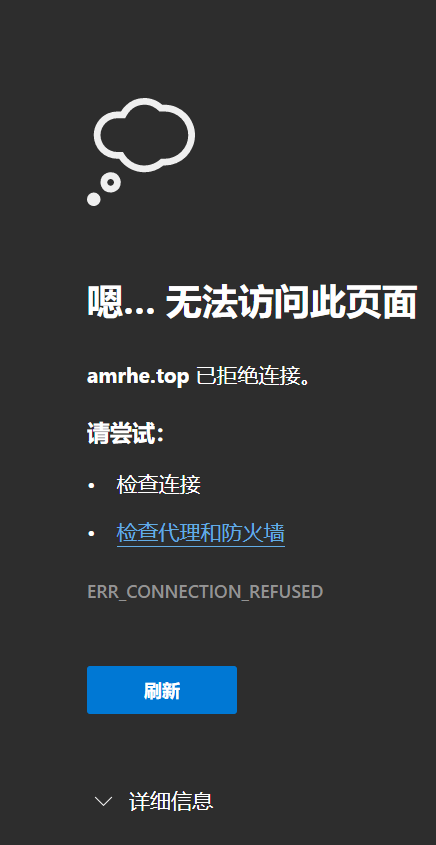 嗯… 无法访问此页面
amrhe.top 已拒绝连接。
请尝试：
• 检查连接
• 检查代理和防火墙
ERR_CONNECTION_REFUSED
刷新
详细信息